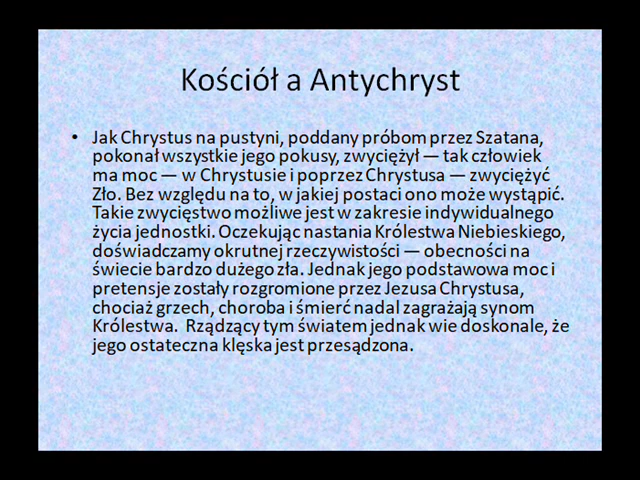 Kościół a Antychryst
• Jak Chrystus na pustyni, poddany próbom przez Szatana,
pokonał wszystkie jego pokusy, zwyciężył — tak człowiek
ma moc — w Chrystusie i poprzez Chrystusa — zwyciężyć
Zło. Bez względu na to, w jakiej postaci ono może wystąpić.
Takie zwycięstwo możliwe jest w zakresie indywidualnego
życia jednostki. Oczekując nastania Królestwa Niebieskiego,
doświadczamy okrutnej rzeczywistości — obecności na
świecie bardzo dużego zła. Jednak jego podstawowa moc i
pretensje zostały rozgromione przez Jezusa Chrystusa,
chociaż grzech, choroba i śmierć nadal zagrażają synom
Królestwa. Rządzący tym światem jednak wie doskonale, że
jego ostateczna klęska jest przesądzona.